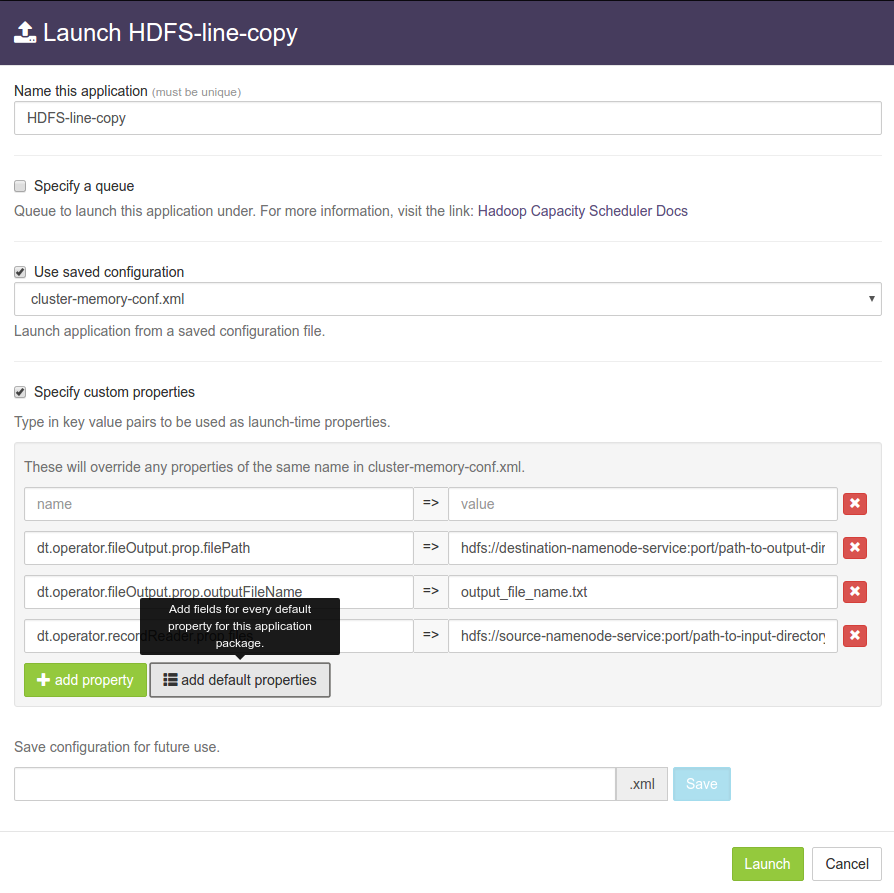 Launch HDFS-line-copy
Name this application (must be unique)
HDFS-line-copy
Specify a queue
Queue to launch this application under. For more information, visit the link: Hadoop Capacity Scheduler Docs
Use saved configuration
cluster-memory-conf.xml
Launch application from a saved configuration file.
Specify custom properties
Type in key value pairs to be used as launch-time properties.
These will override any properties of the same name in cluster-memory-conf.xml.
name => value
dt.operator.fileOutput.prop.filePath => hdfs://destination-namenode-service:port/path-to-output-dir
dt.operator.fileOutput.prop.outputFileName => output_file_name.txt
Add fields for every default
property for this application
package.
dt.operator.recordReader.prop.files => hdfs://source-namenode-service:port/path-to-input-directory
add property add default properties
Save configuration for future use.
.xml Save
Launch Cancel